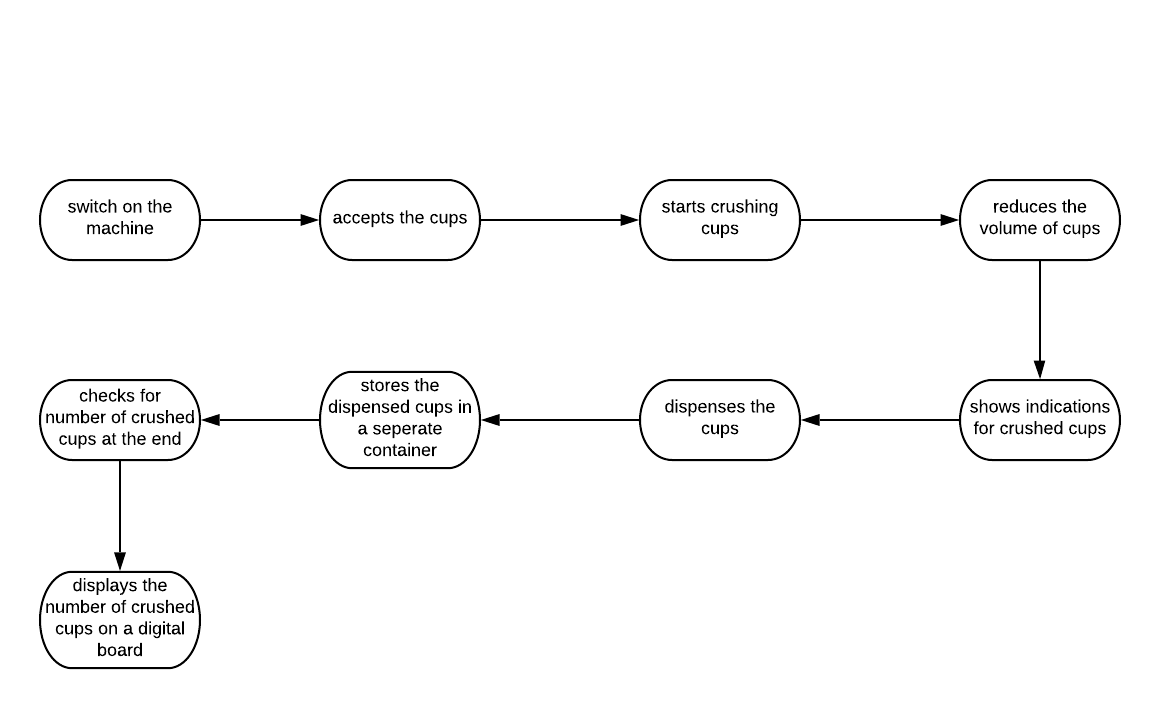 switch on the
machine
accepts the cups
starts crushing
cups
reduces the
volume of cups
shows indications
for crushed cups
dispenses the
cups
stores the
dispensed cups in
a seperate
container
checks for
number of crushed
cups at the end
displays the
number of crushed
cups on a digital
board